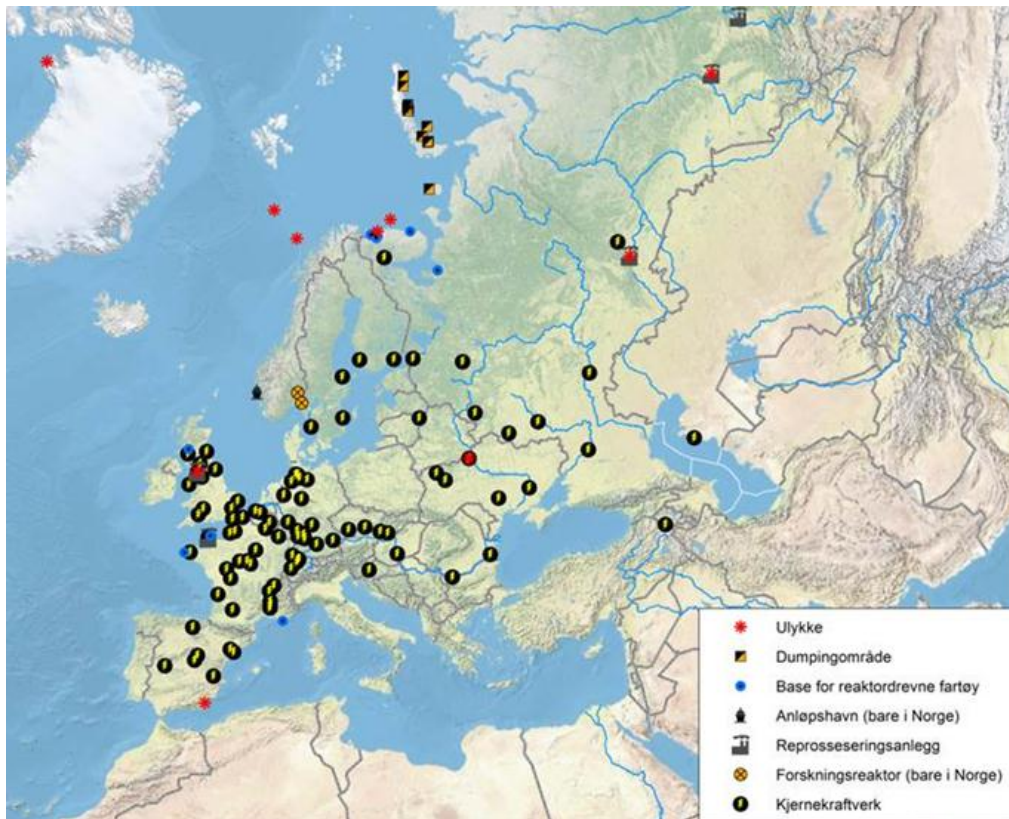 Ulykke
Dumpingområde
Base for reaktordrevne fartøy
Anløpshavn (bare i Norge)
Reprosseseringsanlegg
Forskningsreaktor (bare i Norge)
Kjernekraftverk